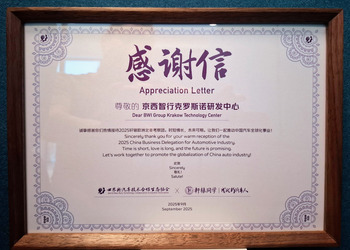 感谢信
Appreciation Letter
尊敬的 京西智行克罗斯诺研发中心
Dear BWI Group Krakow Technology Center
Sincerely thank you for your warm reception of the
2025 China Business Delegation for Automotive Industry.
Time is short, love is long, and the future is promising.
Let's work together to promote the globalization of China auto industry!
Sincerely
Salute!
2025年9月
September 2025